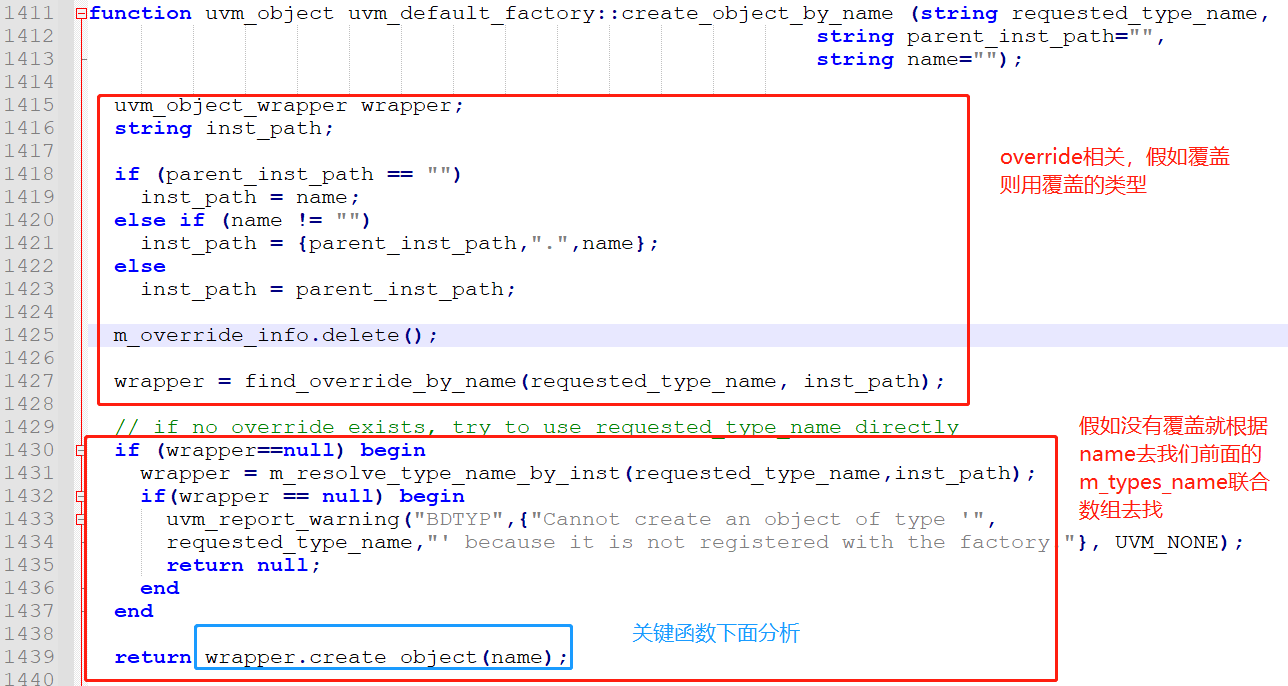 1411 function uvm_object uvm_default_factory::create_object_by_name (string requested_type_name,
1412 string parent_inst_path="",
1413 string name="");
1414
1415 uvm_object_wrapper wrapper;
1416 string inst_path;
1417
1418 if (parent_inst_path == "")
1419 inst_path = name;
1420 else if (name != "")
1421 inst_path = {parent_inst_path,".",name};
1422 else
1423 inst_path = parent_inst_path;
1424
1425 m_override_info.delete();
1426
1427 wrapper = find_override_by_name(requested_type_name, inst_path);
1428
1429 // if no override exists, try to use requested_type_name directly
1430 if (wrapper==null) begin
1431 wrapper = m_resolve_type_name_by_inst(requested_type_name,inst_path);
1432 if(wrapper == null) begin
1433 uvm_report_warning("BDTYP",{"Cannot create an object of type '",
1434 requested_type_name,"' because it is not registered with the factory."}, UVM_NONE);
1435 return null;
1436 end
1437 end
1438
1439 return wrapper.create_object(name);
1440
override相关，假如覆盖
则用覆盖的类型
假如没有覆盖就根据
name去我们前面的
m_types_name联合
数组去找
关键函数下面分析